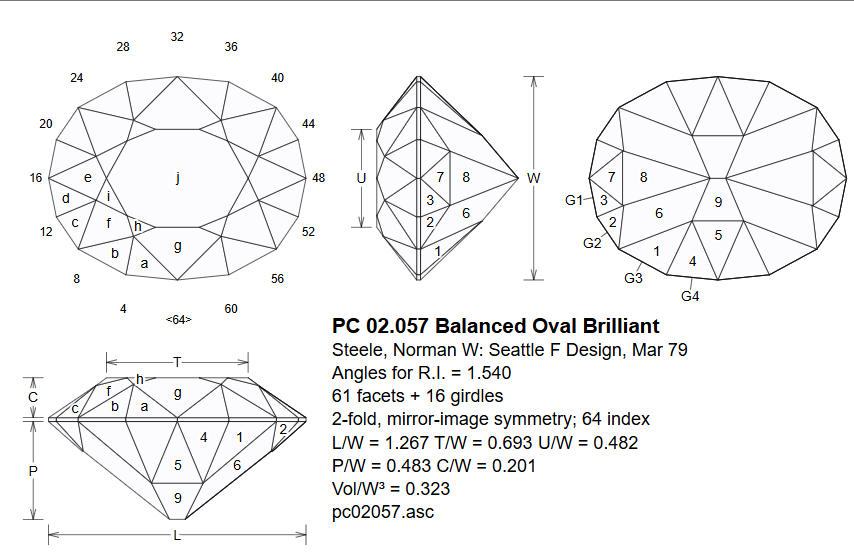 32
28
36
24
40
20
44
16
48
12
52
8
56
4
60
<64>
e
j
d
i
c
f
h
g
b
a
U
W
7
8
3
6
2
1
7
8
G1
3
9
2
6
G2
5
1
4
G3
G4
T
h
C
f
g
c
b
a
4
1
2
P
5
6
9
L
PC 02.057 Balanced Oval Brilliant
Steele, Norman W: Seattle F Design, Mar 79
Angles for R.I. = 1.540
61 facets + 16 girdles
2-fold, mirror-image symmetry; 64 index
L/W = 1.267 T/W = 0.693 U/W = 0.482
P/W = 0.483 C/W = 0.201
Vol/W³ = 0.323
pc02057.asc